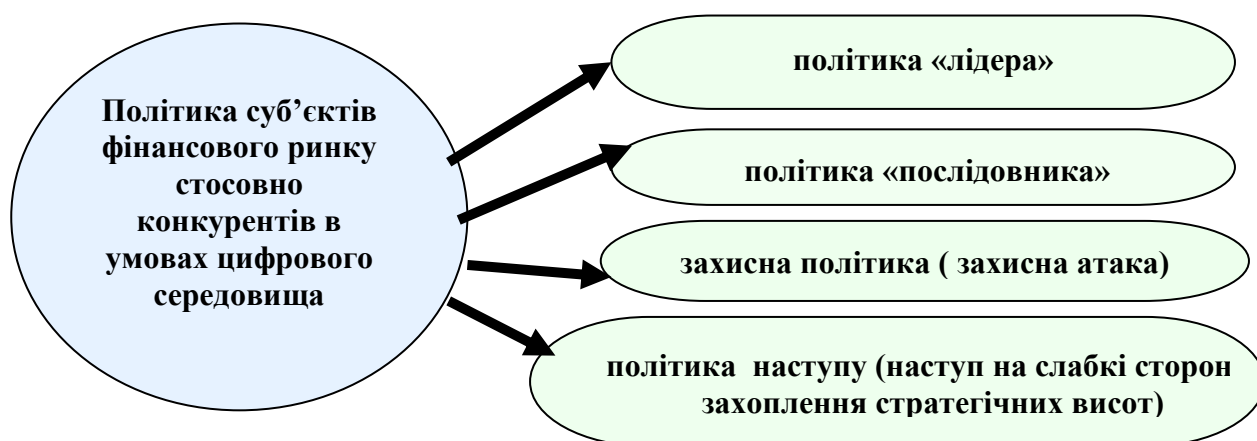 Політика суб’єктів
фінансового ринку
стосовно
конкурентів в
умовах цифрового
середовища
політика «лідера»
політика «послідовника»
захисна політика ( захисна атака)
політика наступу (наступ на слабкі сторон
захоплення стратегічних висот)